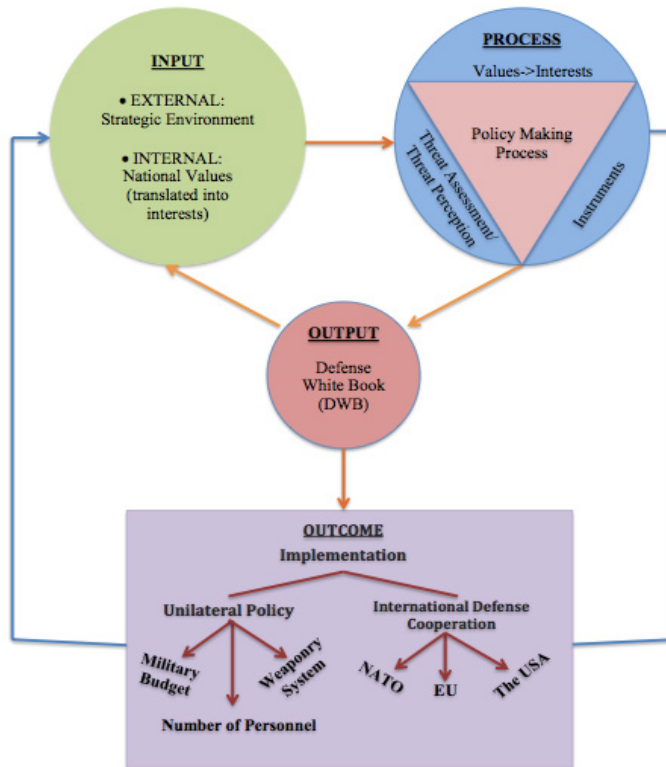 INPUT
• EXTERNAL:
Strategic Environment
• INTERNAL:
National Values
(translated into
interests)
PROCESS
Values->Interests
Policy Making
Process
Threat Assessment/
Threat Perception
Instruments
OUTPUT
Defense
White Book
(DWB)
OUTCOME
Implementation
Unilateral Policy
International Defense
Cooperation
Military
Budget
Number of Personnel
Weaponry
System
NATO
EU
The USA